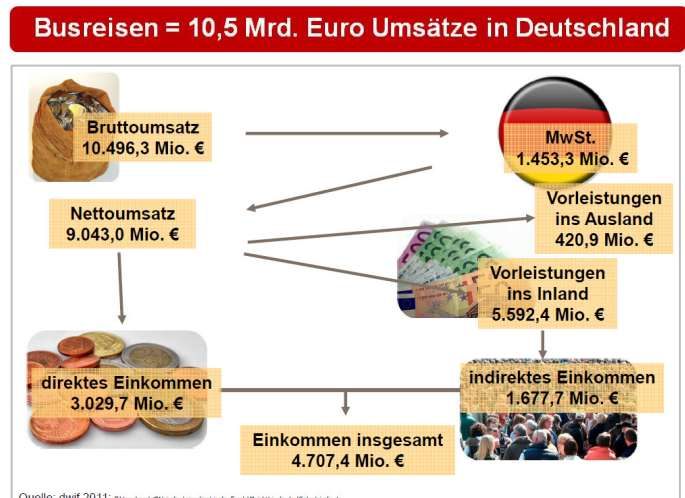 Busreisen = 10,5 Mrd. Euro Umsätze in Deutschland
Bruttoumsatz
10.496,3 Mio. €
MwSt.
1.453,3 Mio. €
Nettoumsatz
9.043,0 Mio. €
Vorleistungen
ins Ausland
420,9 Mio. €
Vorleistungen
ins Inland
5.592,4 Mio. €
direktes Einkommen
3.029,7 Mio. €
indirektes Einkommen
1.677,7 Mio. €
Einkommen insgesamt
4.707,4 Mio. €
Quelle: dwif 2011;